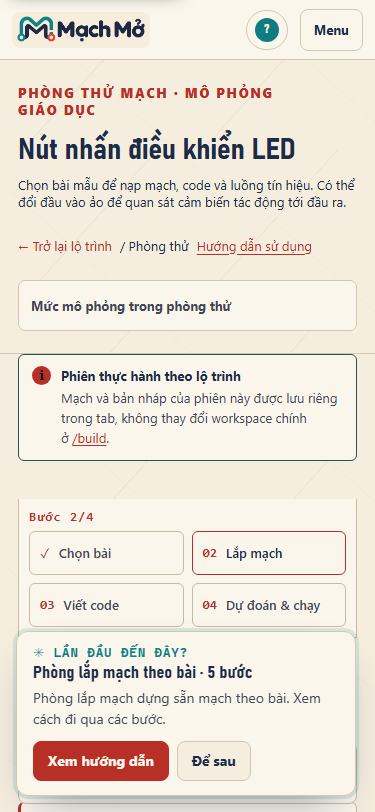 Mạch Mở
?
Menu
PHÒNG THỬ MẠCH · MÔ PHỎNG
GIÁO DỤC
Nút nhấn điều khiển LED
Chọn bài mẫu để nạp mạch, code và luồng tín hiệu. Có thể
đổi đầu vào ảo để quan sát cảm biến tác động tới đầu ra.
← Trở lại lộ trình / Phòng thử Hướng dẫn sử dụng
Mức mô phỏng trong phòng thử
i Phiên thực hành theo lộ trình
Mạch và bản nháp của phiên này được lưu riêng
trong tab, không thay đổi workspace chính
ở /build.
Bước 2/4
✓ Chọn bài
02 Lắp mạch
03 Viết code
04 Dự đoán & chạy
✳ LẦN ĐẦU ĐẾN ĐÂY?
Phòng lắp mạch theo bài · 5 bước
Phòng lắp mạch dựng sẵn mạch theo bài. Xem
cách đi qua các bước.
Xem hướng dẫn
Để sau